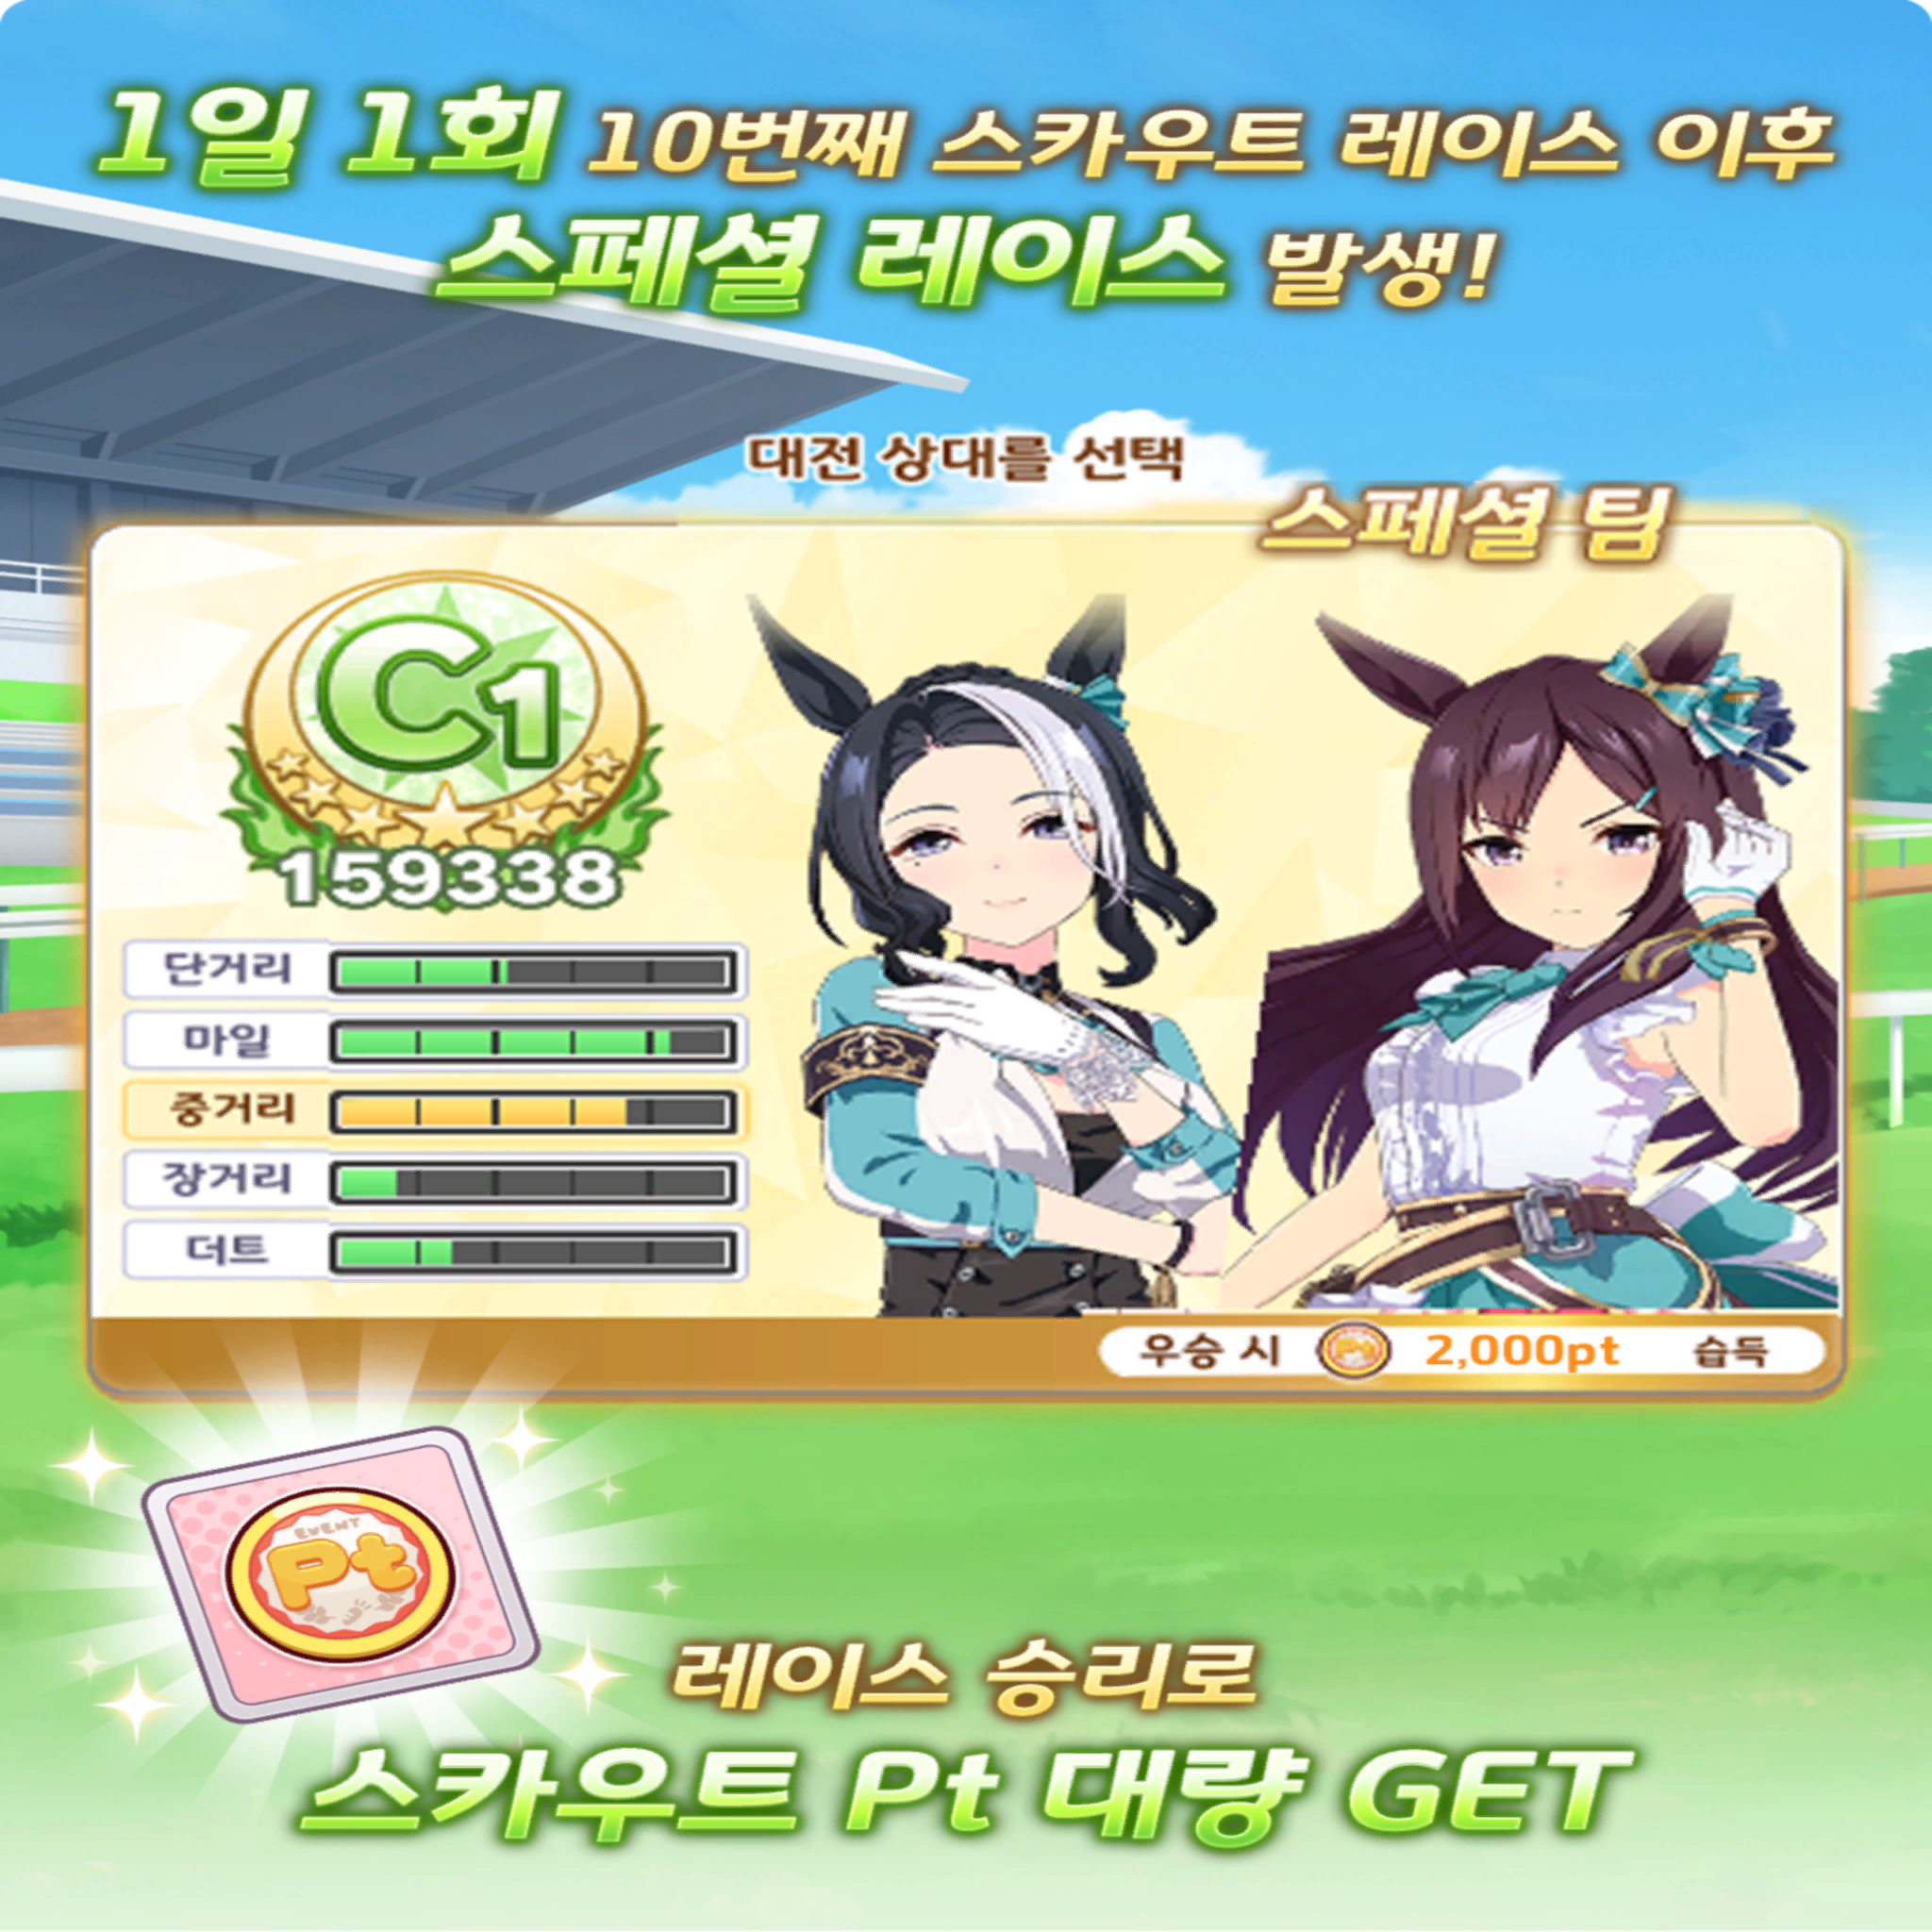 1일 1회 10번째 스카우트 레이스 이후
스페셜 레이스 발생!
대전 상대를 선택
스페셜 팀
C1
159338
단거리
마일
중거리
장거리
더트
우승 시 Pt 2,000pt 습득
EVENT
Pt
레이스 승리로
스카우트 Pt 대량 GET